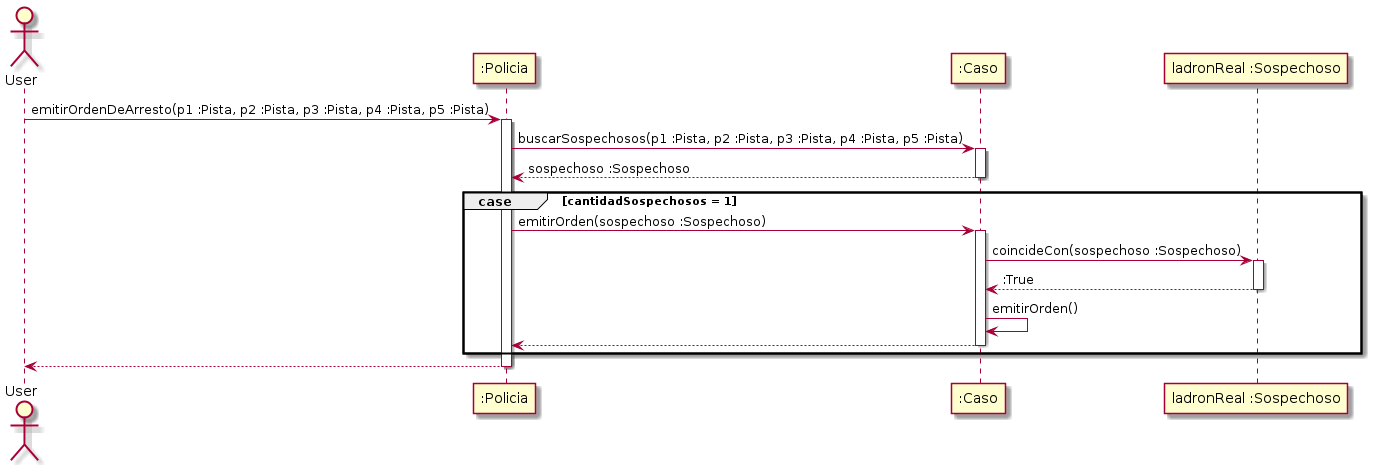 User
:Policia
:Caso
ladronReal :Sospechoso
emitirOrdenDeArresto(p1 :Pista, p2 :Pista, p3 :Pista, p4 :Pista, p5 :Pista)
buscarSospechosos(p1 :Pista, p2 :Pista, p3 :Pista, p4 :Pista, p5 :Pista)
sospechoso :Sospechoso
case
[cantidadSospechosos = 1]
emitirOrden(sospechoso :Sospechoso)
coincideCon(sospechoso :Sospechoso)
:True
emitirOrden()
User
:Policia
:Caso
ladronReal :Sospechoso